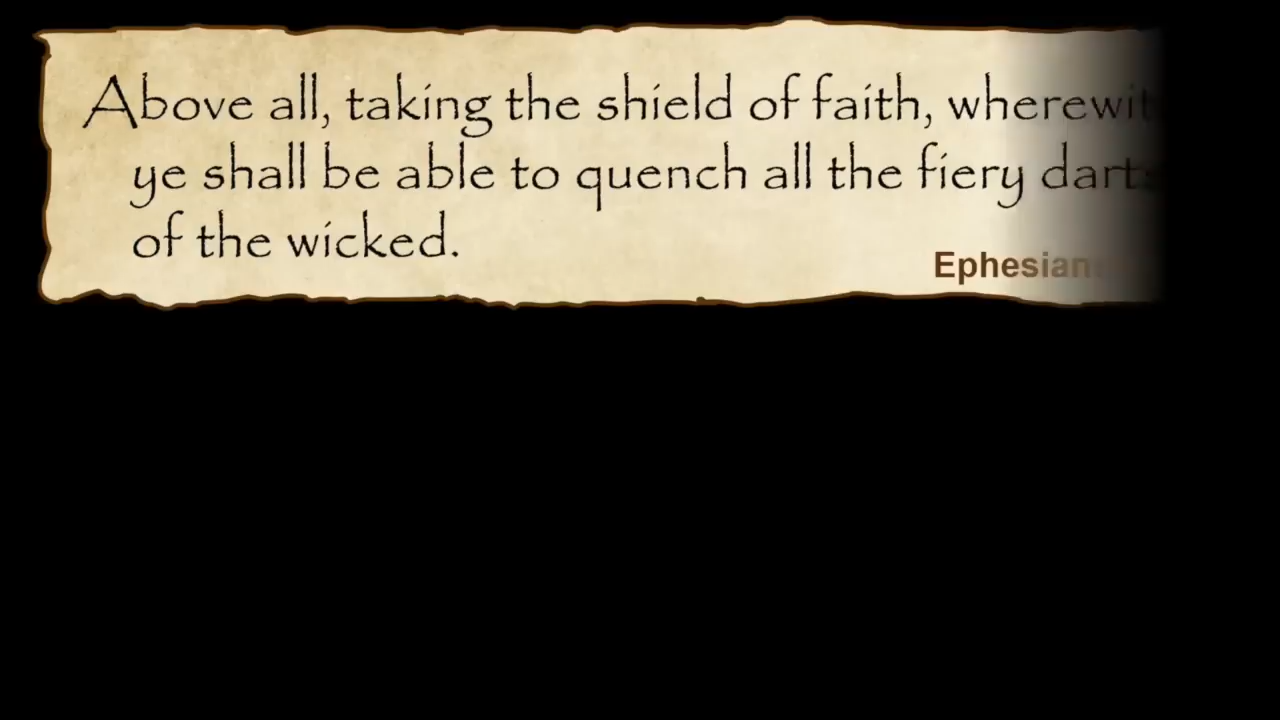 Above all, taking the shield of faith, wherewit
ye shall be able to quench all the fiery darts
of the wicked.
Ephesian